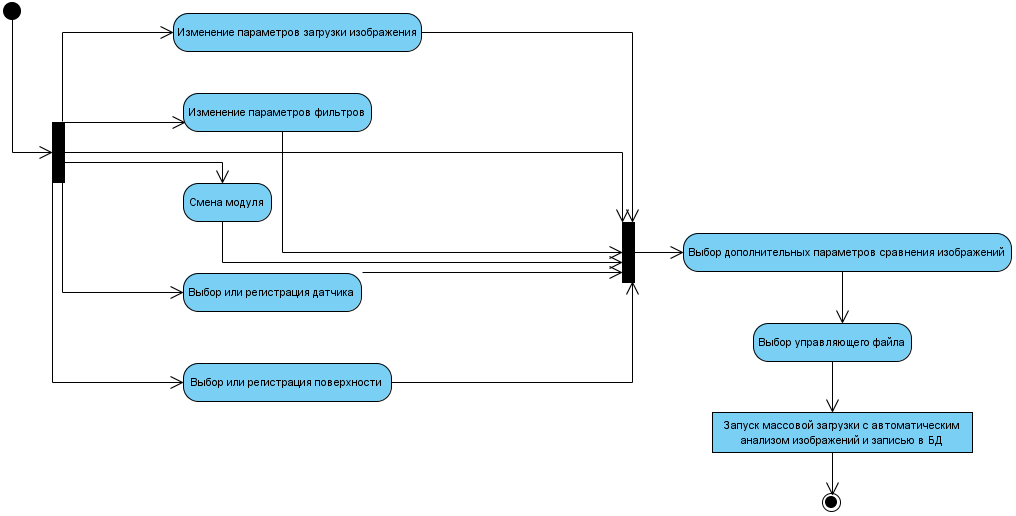 Изменение параметров загрузки изображения
Изменение параметров фильтров
Смена модуля
Выбор или регистрация датчика
Выбор или регистрация поверхности
Выбор дополнительных параметров сравнения изображений
Выбор управляющего файла
Запуск массовой загрузки с автоматическим
анализом изображений и записью в БД